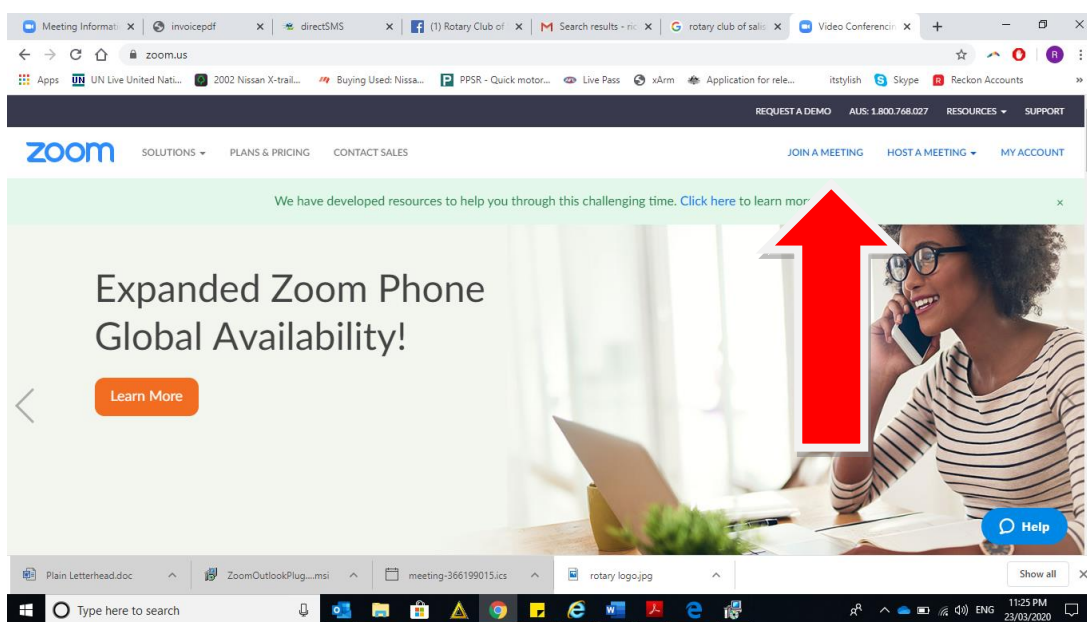 Meeting Informati
invoicepdf
directSMS
(1) Rotary Club of
Search results - ric
rotary club of salis
Video Conferencin
zoom.us
Apps
UN Live United Nati...
2002 Nissan X-trail...
Buying Used: Nissa...
PPSR - Quick motor...
Live Pass
xArm
Application for rele...
itstylish
Skype
Reckon Accounts
»
REQUEST A DEMO
AUS: 1.800.768.027
RESOURCES
SUPPORT
zoom
SOLUTIONS
PLANS & PRICING
CONTACT SALES
JOIN A MEETING
HOST A MEETING
MY ACCOUNT
We have developed resources to help you through this challenging time. Click here to learn mor
Expanded Zoom Phone
Global Availability!
Learn More
Help
Plain Letterhead.doc
ZoomOutlookPlug....msi
meeting-366199015.ics
rotary logo.jpg
Show all
Type here to search
ENG
11:25 PM
23/03/2020